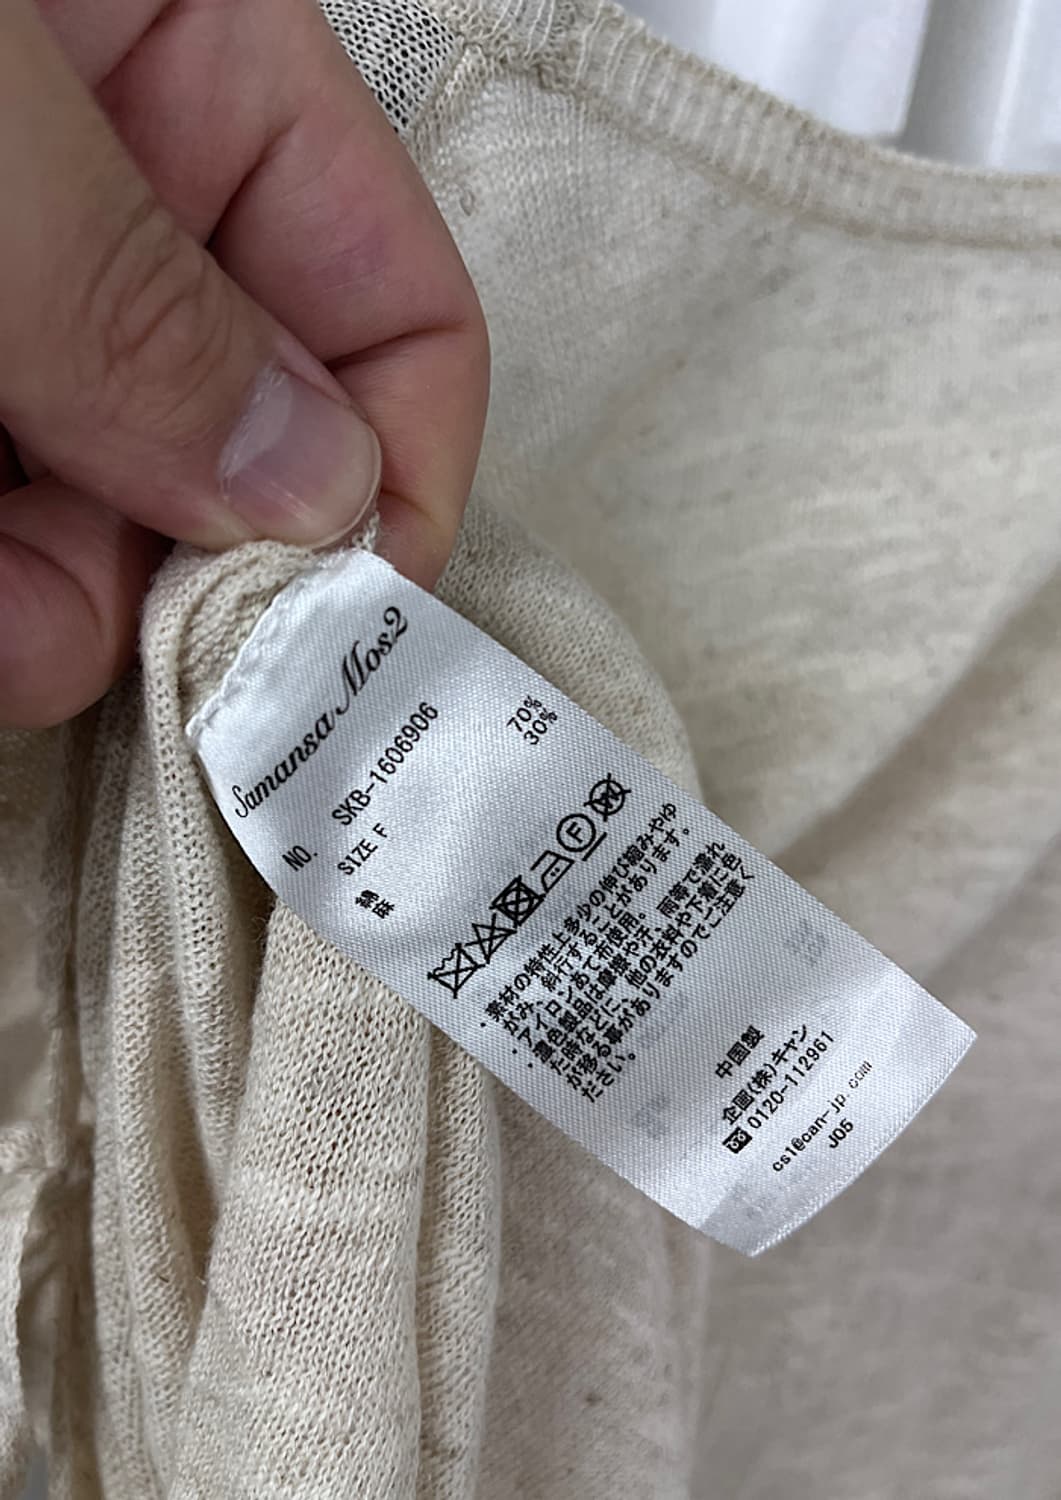 Samansa Mos2
NO. SKB-1606906
SIZE F
綿 70%
麻 30%
F W
・素材の特性上多少の伸び縮みやゆ
がみ、斜行することがあります。
・アイロンあて布使用。
・濃色製品は摩擦や汗、雨等で濡れ
た時などに、他の衣料や下着に色
が移る事がありますのでご注意く
ださい。
中国製
企画(株)キャン
0120-112961
cs1@can-jp.com
J05